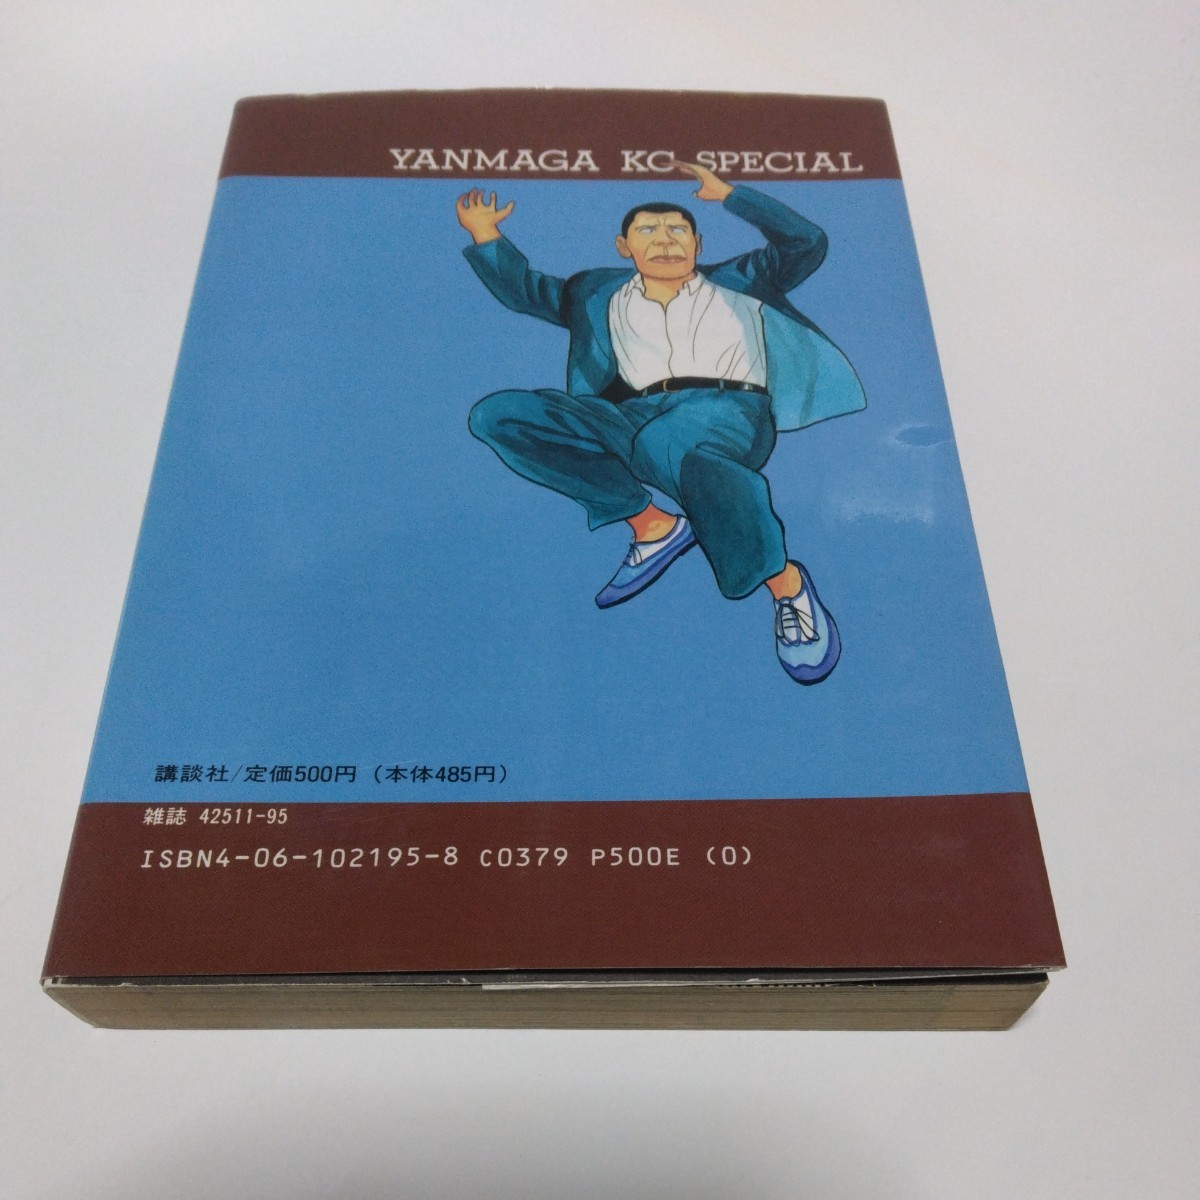 YANMAGA KC SPECIAL
講談社/定価500円(本体485円)
雑誌 42511-95
ISBN4-06-102195-8 C0379 P500E (0)